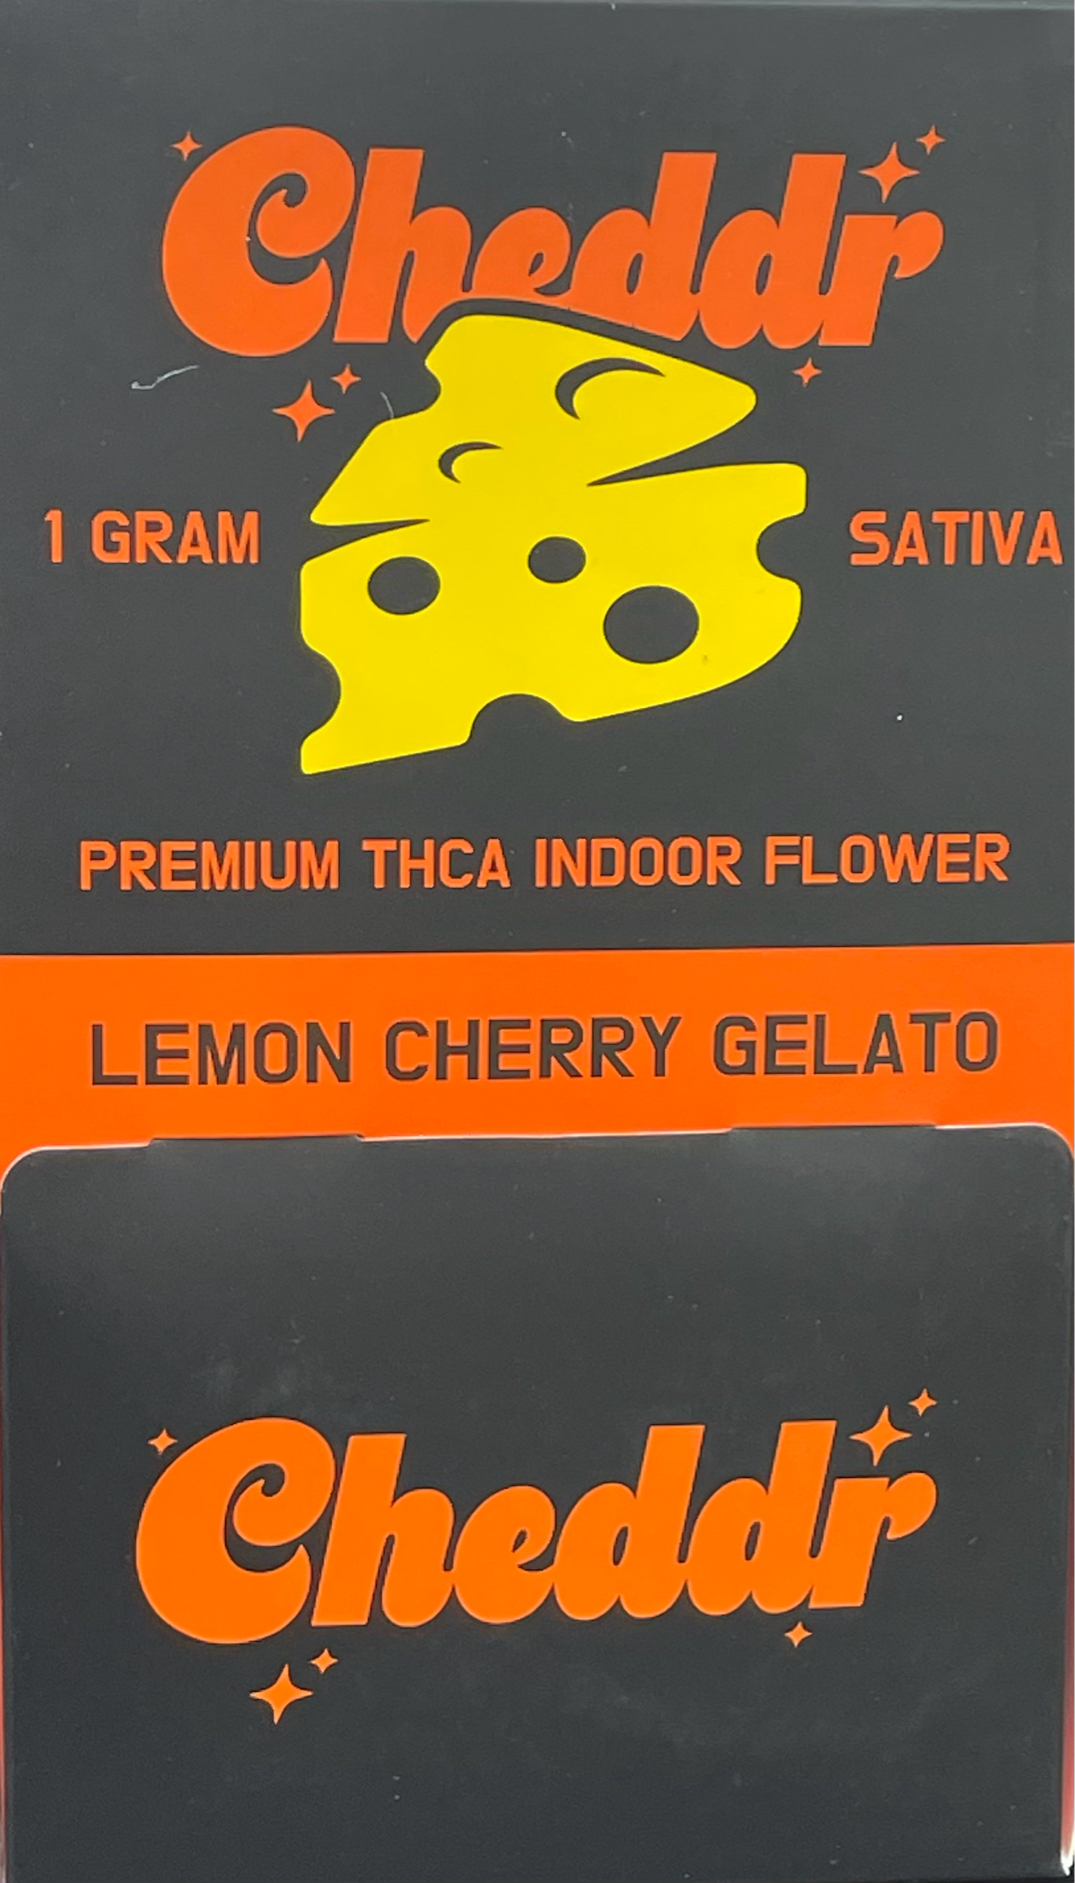 Cheddr
1 GRAM
SATIVA
PREMIUM THCA INDOOR FLOWER
LEMON CHERRY GELATO
Cheddr